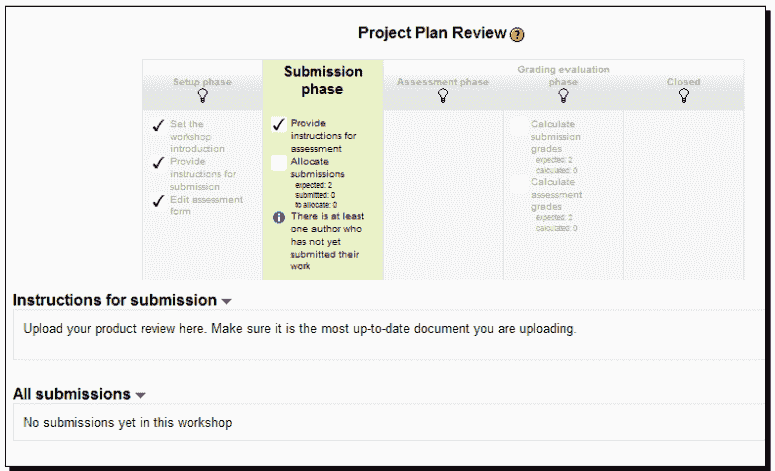 Project Plan Review
Setup phase
Submission
phase
Assessment phase
Grading evaluation
phase
Closed
Set the
workshop
introduction
Provide
instructions for
submission
Edit assessment
form
Provide
instructions for
assessment
Allocate
submissions
expected: 2
submitted: 0
to allocate: 0
There is at least
one author who
has not yet
submitted their
work
Calculate
submission
grades
expected: 2
calculated: 0
Calculate
assessment
grades
expected: 2
calculated: 0
Instructions for submission
Upload your product review here. Make sure it is the most up-to-date document you are uploading.
All submissions
No submissions yet in this workshop